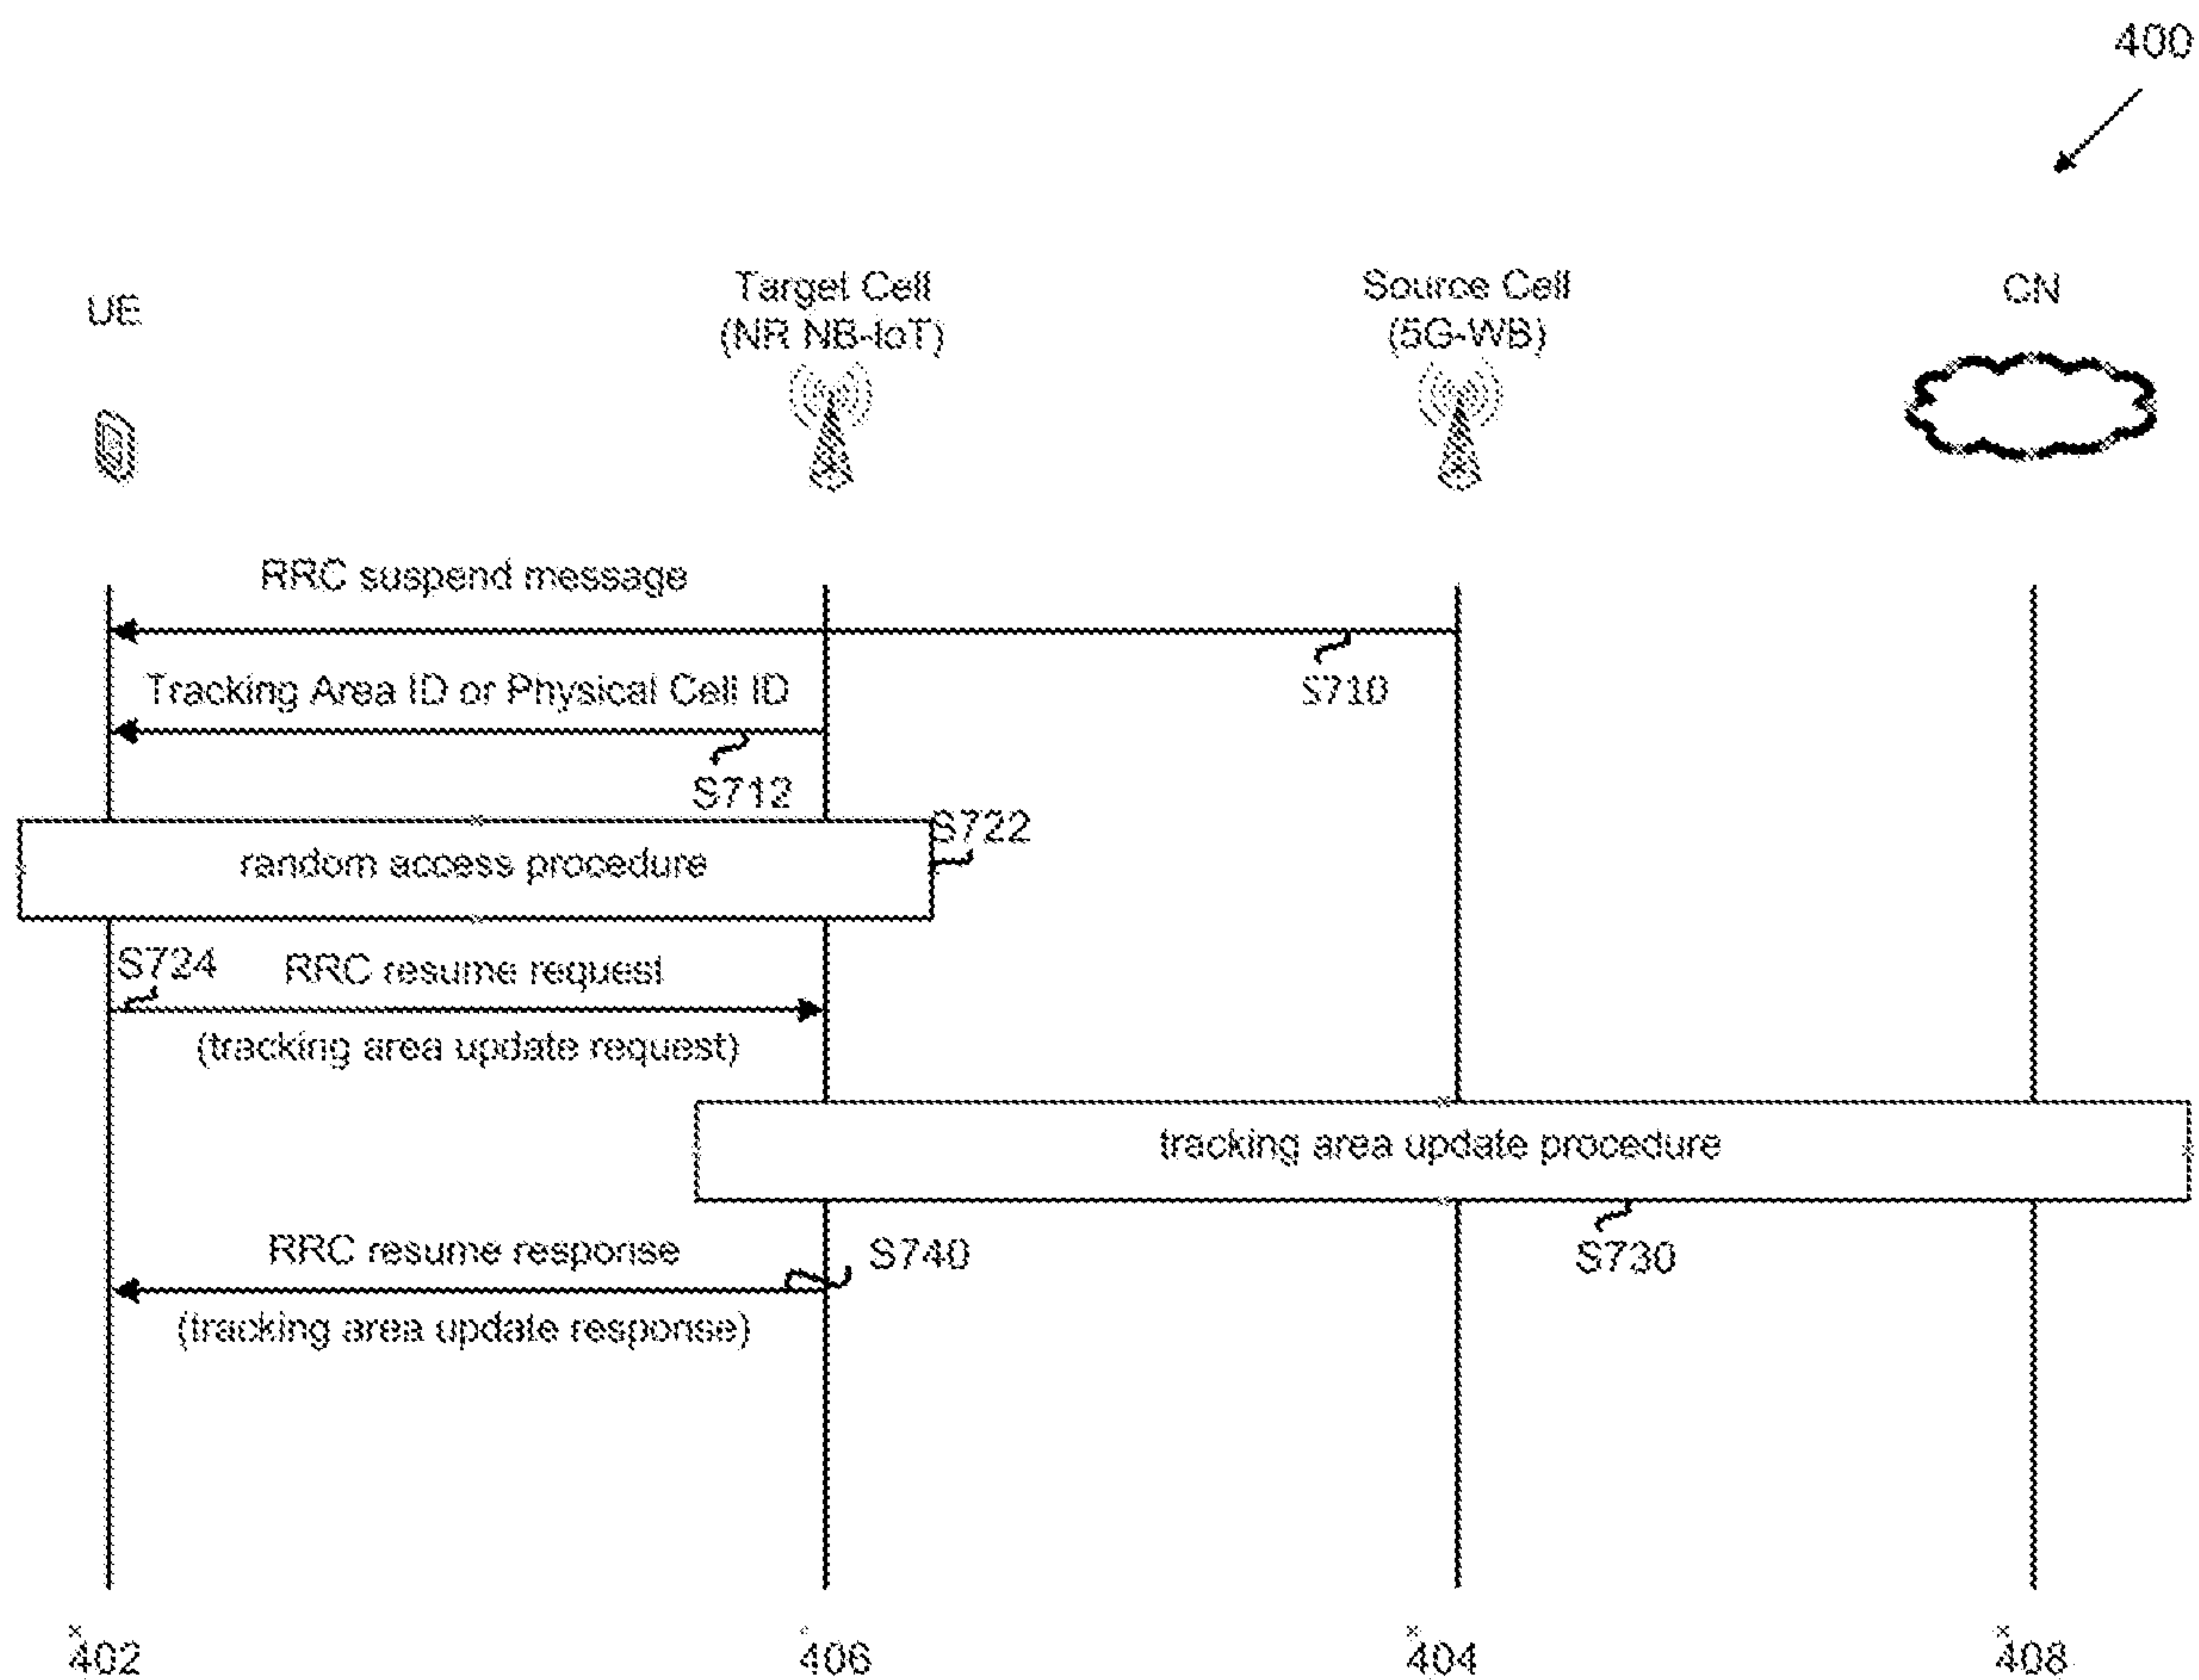 400
UE
Target Cell
(NR NB-IoT)
Source Cell
(5G-WB)
CN
RRC suspend message
S710
Tracking Area ID or Physical Cell ID
S712
S722
random access procedure
S724
RRC resume request
(tracking area update request)
tracking area update procedure
S730
RRC resume response
S740
(tracking area update response)
402
406
404
408